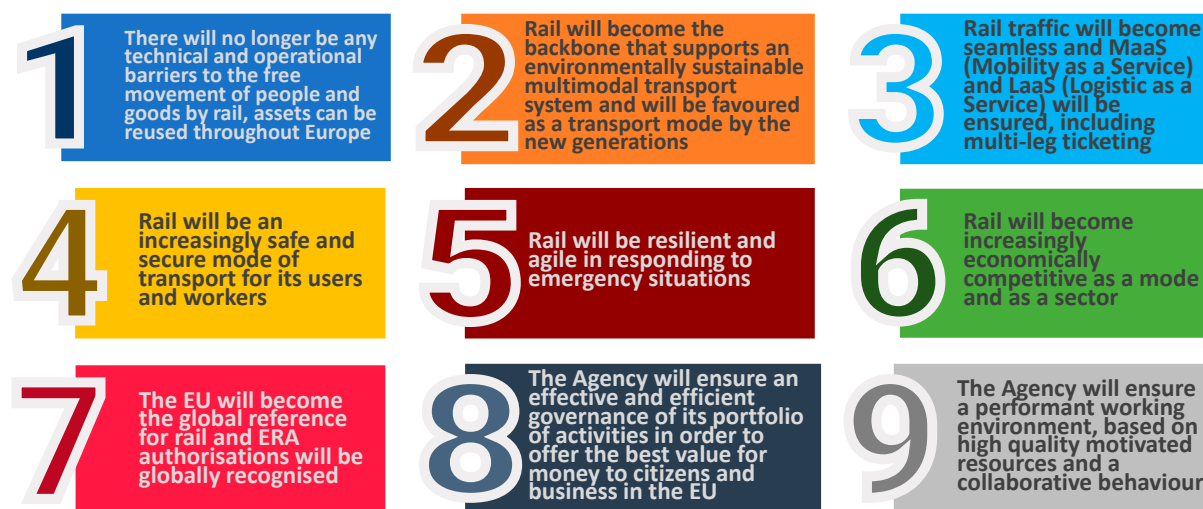 1
There will no longer be any
technical and operational
barriers to the free
movement of people and
goods by rail, assets can be
reused throughout Europe
2
Rail will become the
backbone that supports an
environmentally sustainable
multimodal transport
system and will be favoured
as a transport mode by the
new generations
3
Rail traffic will become
seamless and MaaS
(Mobility as a Service)
and LaaS (Logistic as a
Service) will be
ensured, including
multi-leg ticketing
4
Rail will be an
increasingly safe and
secure mode of
transport for its users
and workers
5
Rail will be resilient and
agile in responding to
emergency situations
6
Rail will become
increasingly
economically
competitive as a mode
and as a sector
7
The EU will become
the global reference
for rail and ERA
authorisations will be
globally recognised
8
The Agency will ensure an
effective and efficient
governance of its portfolio
of activities in order to
offer the best value for
money to citizens and
business in the EU
9
The Agency will ensure
a performant working
environment, based on
high quality motivated
resources and a
collaborative behaviour